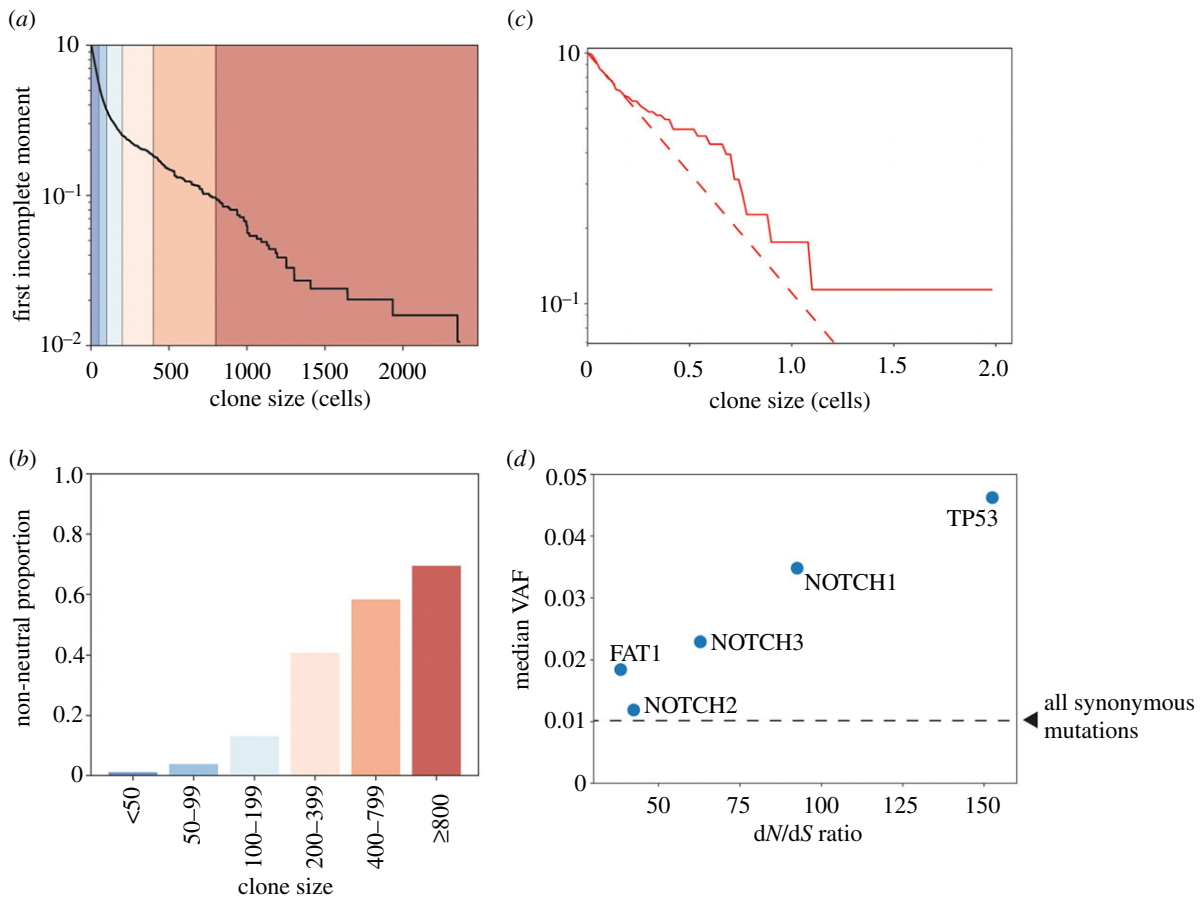 (a)
10
10⁻¹
10⁻²
first incomplete moment
0 500 1000 1500 2000
clone size (cells)
(c)
10
10⁻¹
0 0.5 1.0 1.5 2.0
clone size (cells)
(b)
1.0
0.8
0.6
0.4
0.2
0
non-neutral proportion
<50 50–99 100–199 200–399 400–799 ≥800
clone size
(d)
0.05
0.04
0.03
0.02
0.01
0
median VAF
TP53
NOTCH1
NOTCH3
FAT1
NOTCH2
all synonymous
mutations
50 75 100 125 150
dN/dS ratio